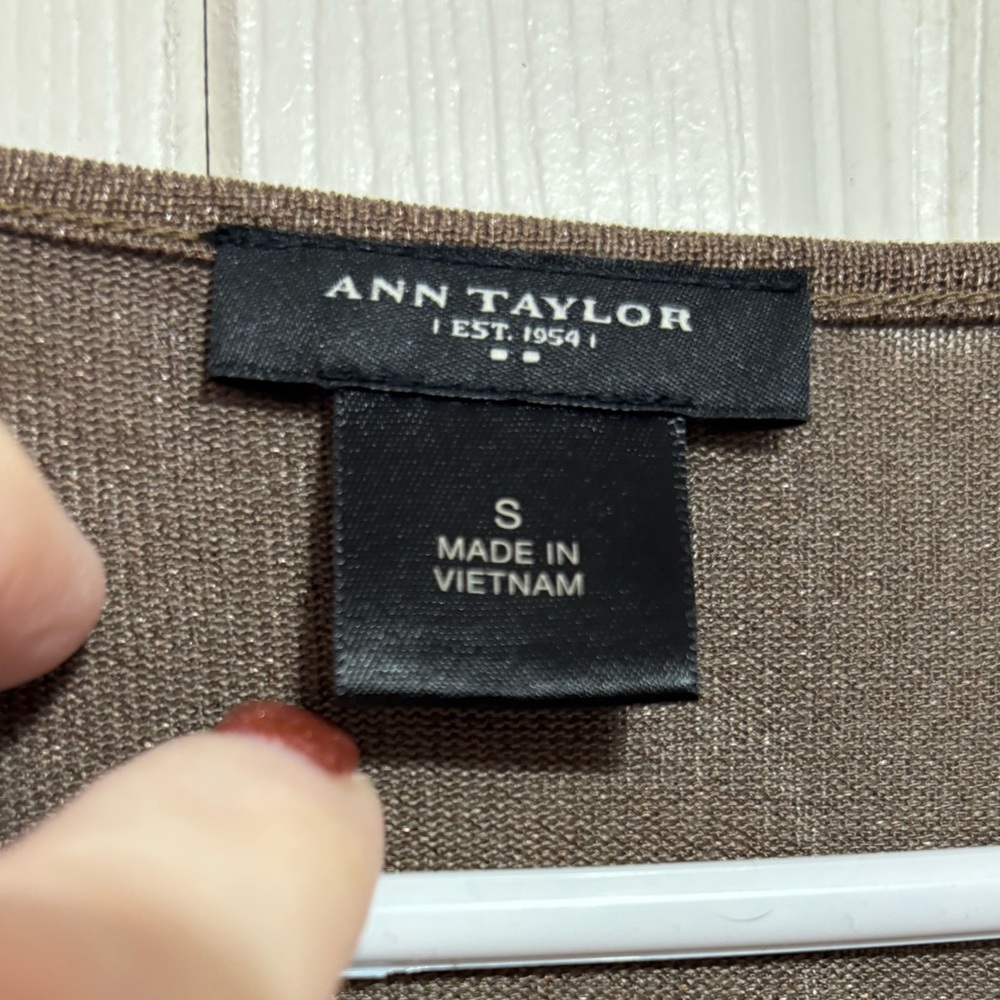 ANN TAYLOR
EST. 1954
S
MADE IN
VIETNAM